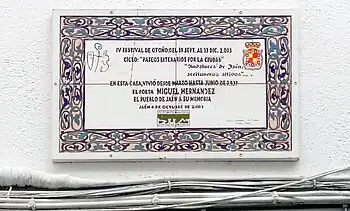 IV FESTIVAL DE OTOÑO, DEL 18 SEPT. AL 13 DIC. 2.003
CICLO: "PASEOS LITERARIOS POR LA CIUDAD"
"Andaluces de Jaén,
aceituneros altivos"...
EN ESTA CASA VIVIÓ DESDE MARZO HASTA JUNIO DE 1.937
EL POETA MIGUEL HERNANDEZ
EL PUEBLO DE JAEN A SU MEMORIA
JAÉN 4 DE OCTUBRE DE 2.003